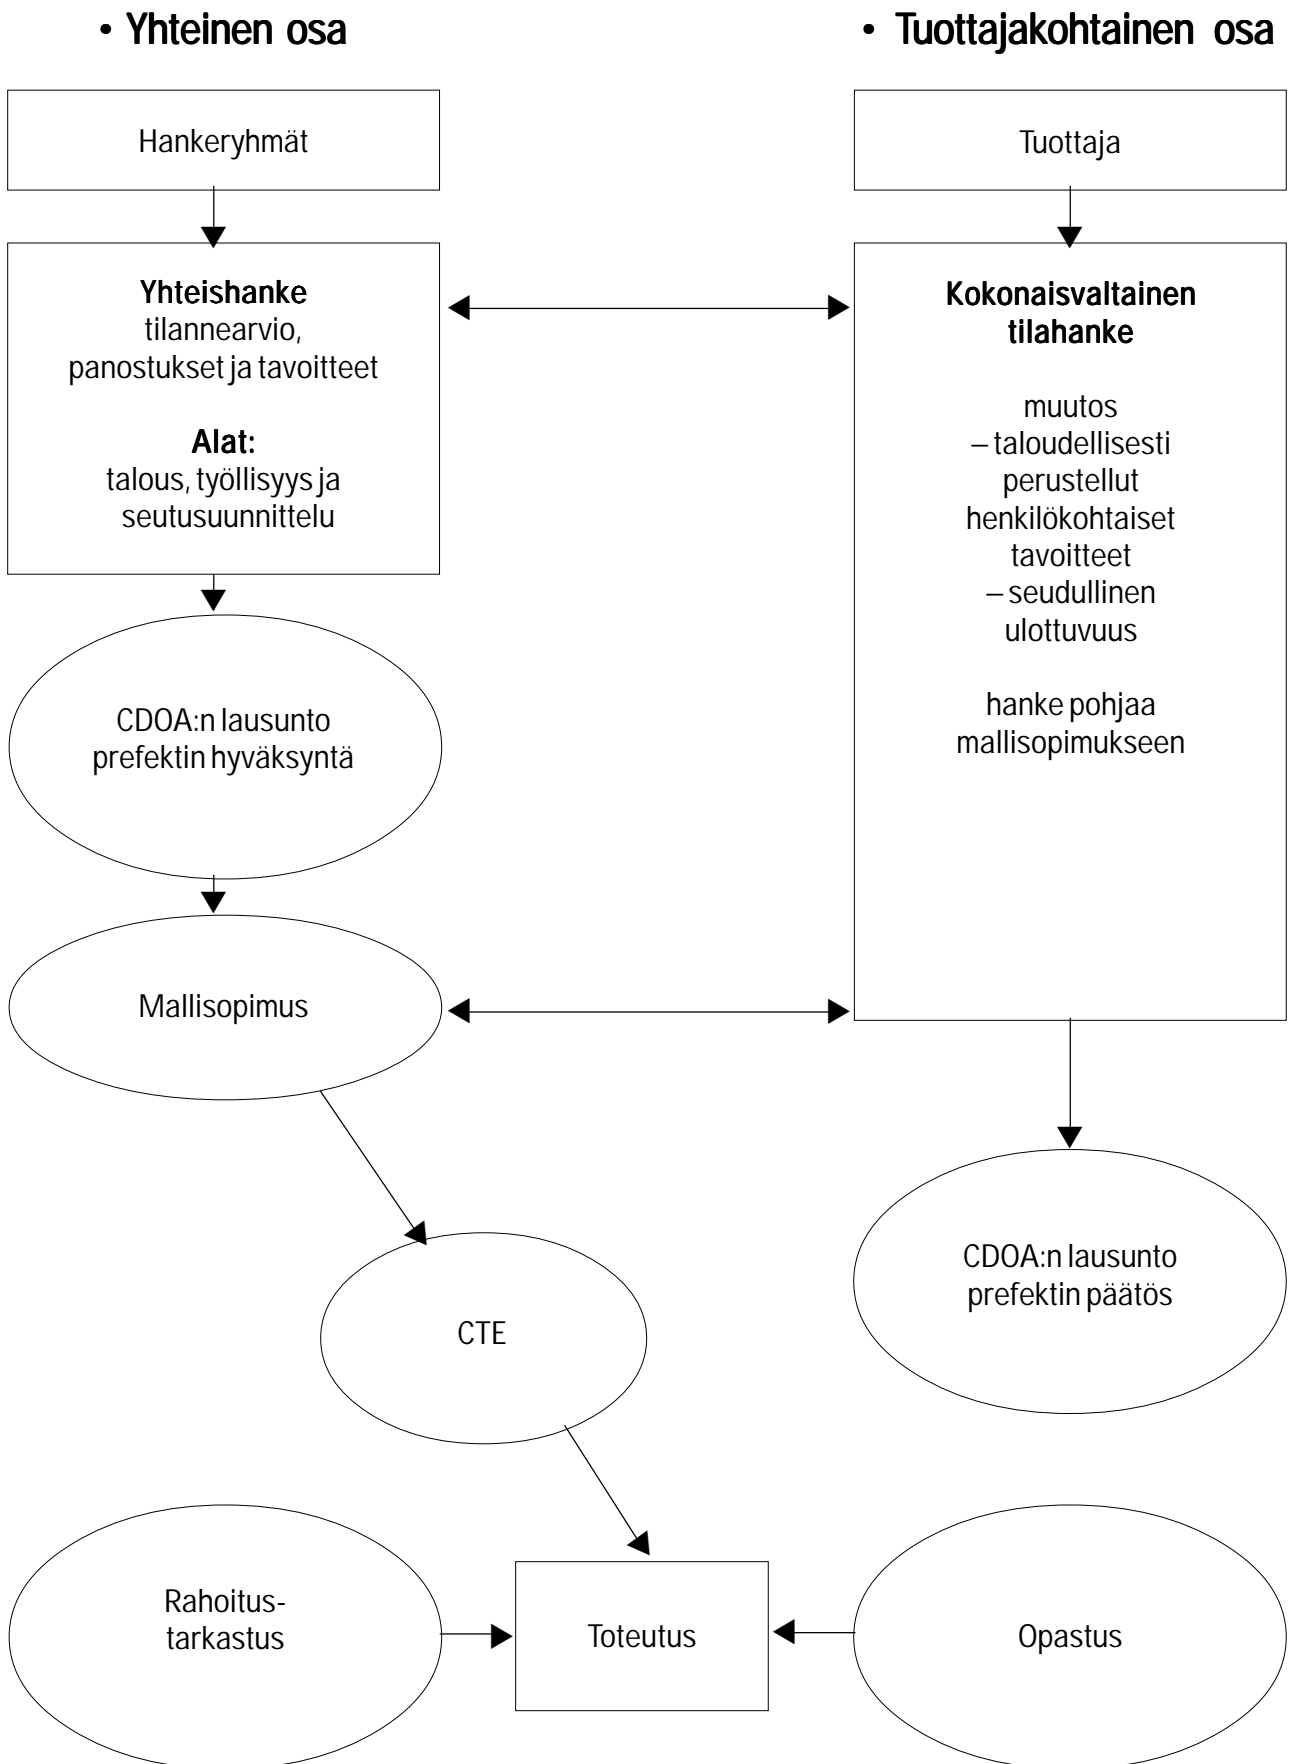 • Yhteinen osa
Hankeryhmät
Yhteishanke
tilannearvio,
panostukset ja tavoitteet
Alat:
talous, työllisyys ja
seutusuunnittelu
CDOA:n lausunto
prefektin hyväksyntä
Mallisopimus
CTE
Rahoitus-
tarkastus
Toteutus
• Tuottajakohtainen osa
Tuottaja
Kokonaisvaltainen
tilahanke
muutos
– taloudellisesti
perustellut
henkilökohtaiset
tavoitteet
– seudullinen
ulottuvuus
hanke pohjaa
mallisopimukseen
CDOA:n lausunto
prefektin päätös
Opastus